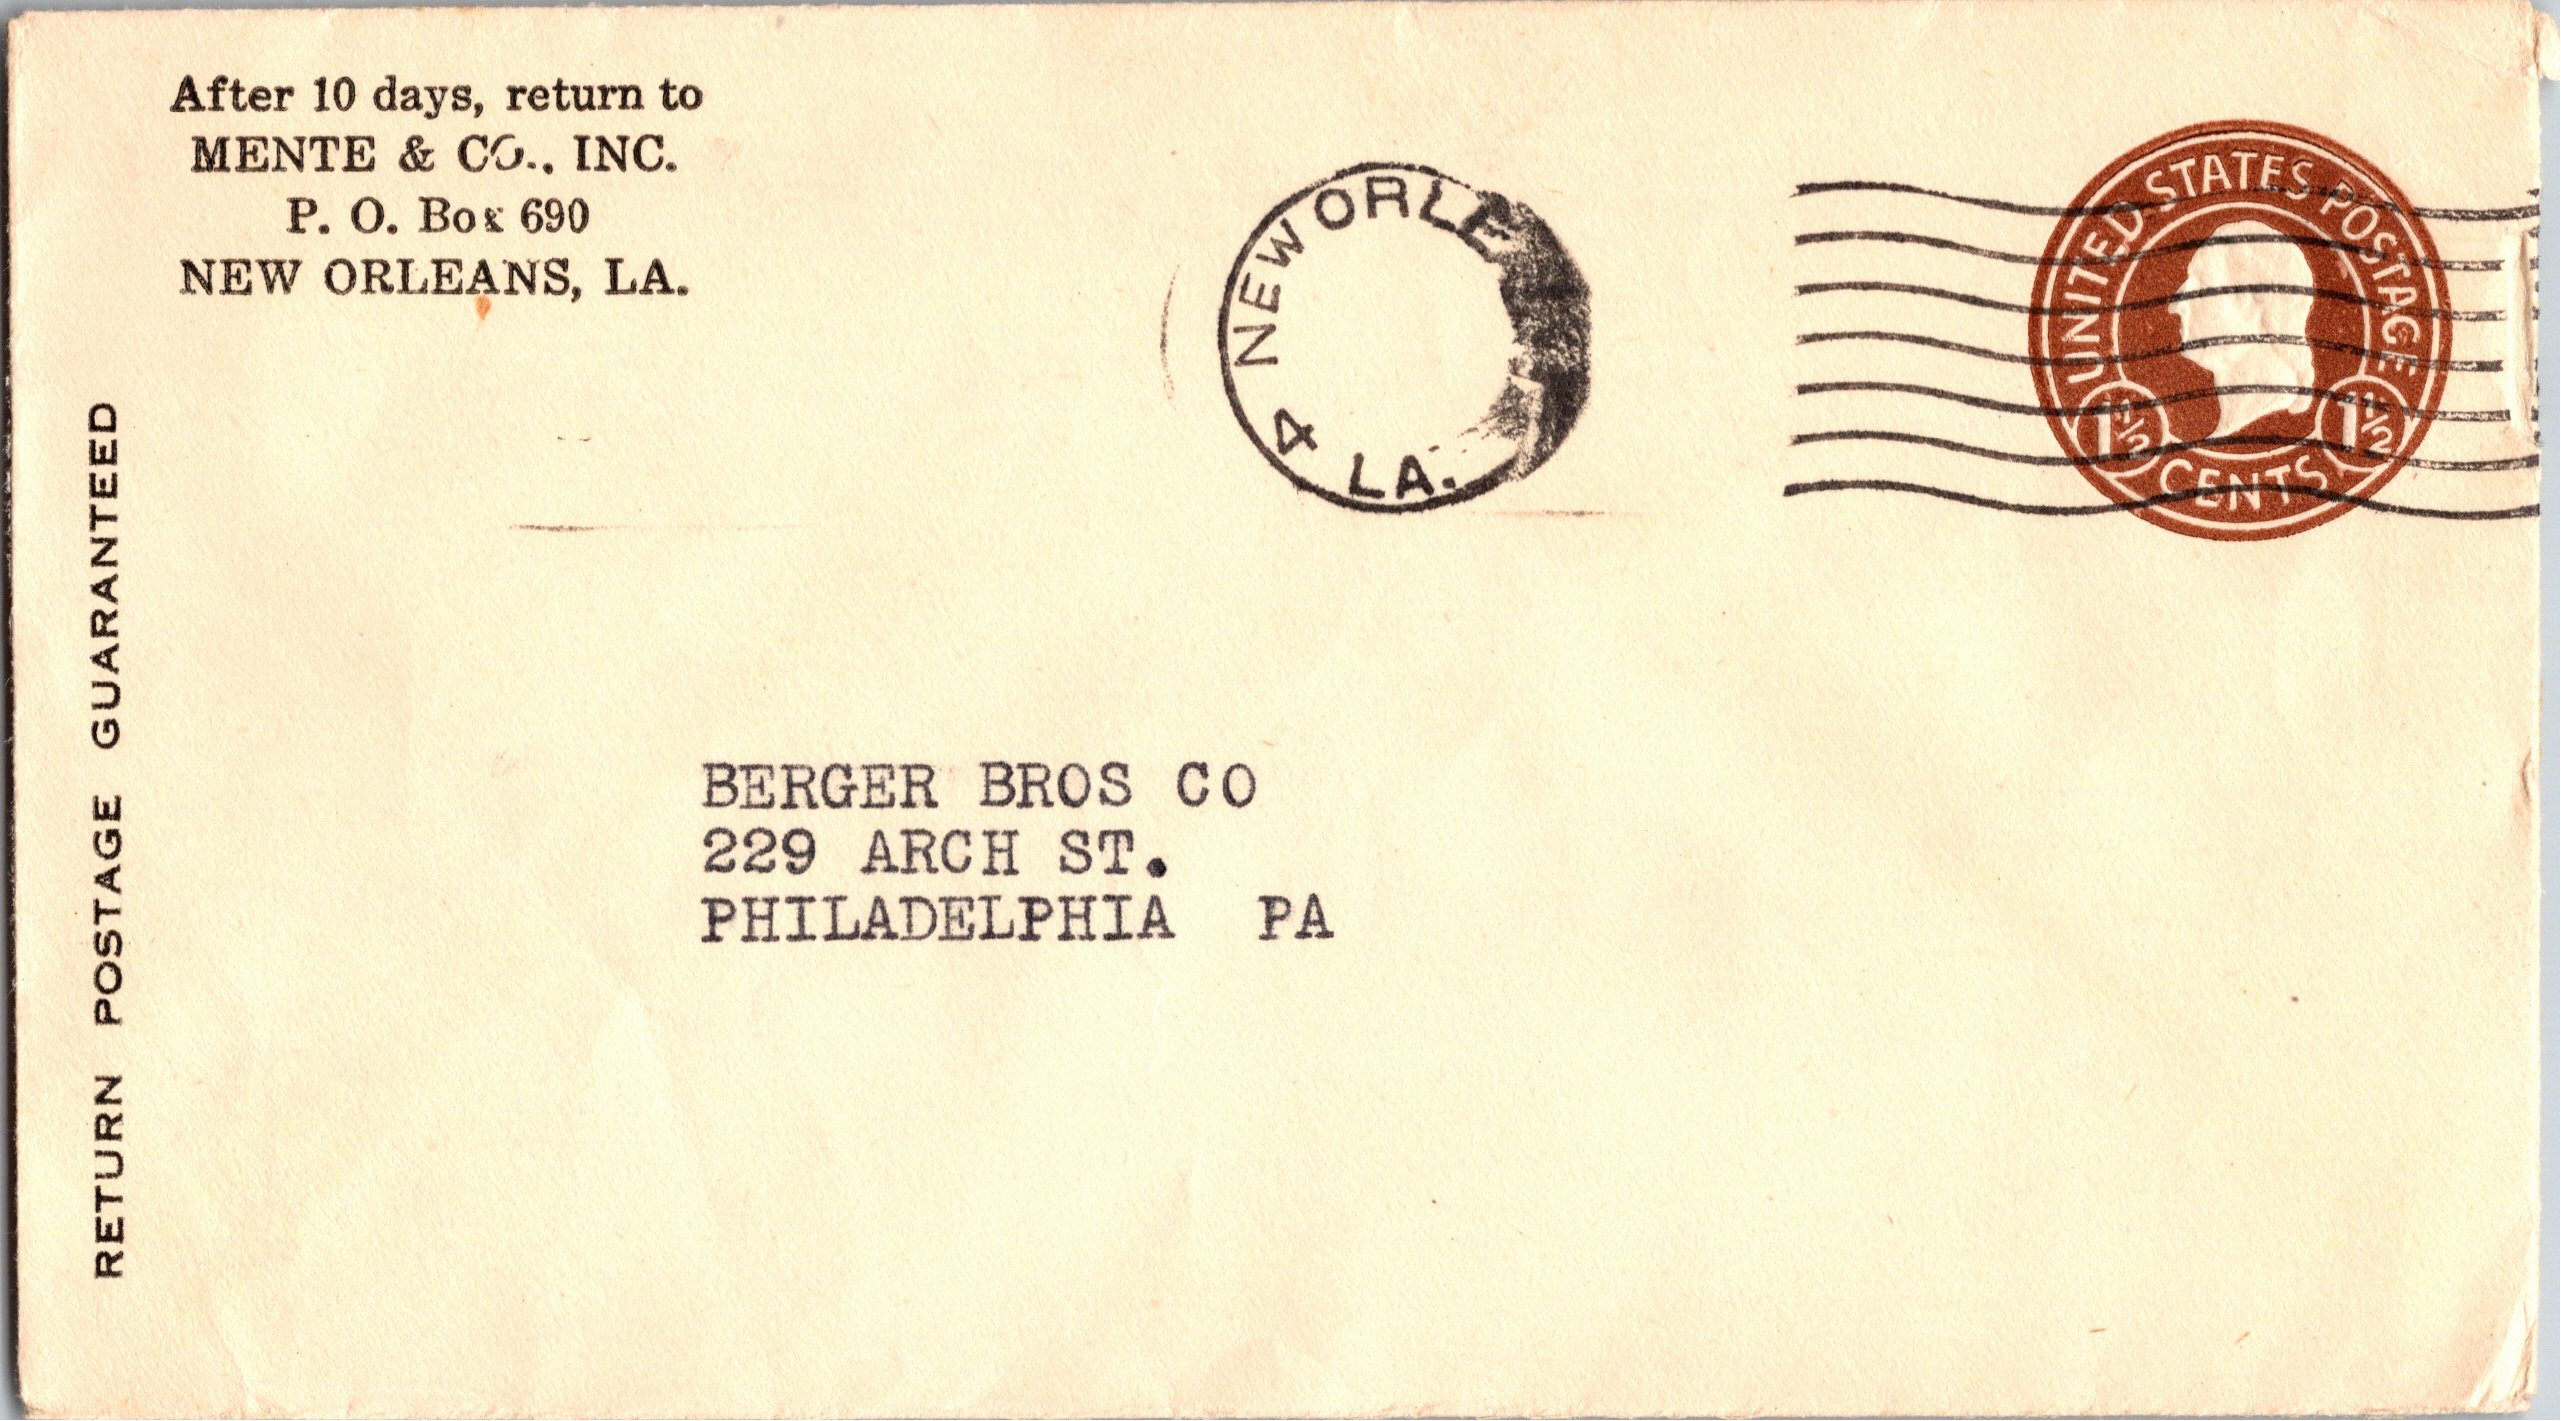 After 10 days, return to
MENTE & CO., INC.
P. O. Box 690
NEW ORLEANS, LA.
RETURN POSTAGE GUARANTEED
NEW ORLE
4 LA.
UNITED STATES POSTAGE
1½ 1½
CENTS
BERGER BROS CO
229 ARCH ST.
PHILADELPHIA PA